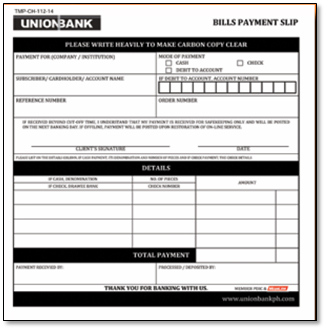 TMP-CH-112-14
UNIONBANK
BILLS PAYMENT SLIP
PLEASE WRITE HEAVILY TO MAKE CARBON COPY CLEAR
PAYMENT FOR (COMPANY / INSTITUTION)
MODE OF PAYMENT
CASH
CHECK
DEBIT TO ACCOUNT
SUBSCRIBER/ CARDHOLDER/ ACCOUNT NAME
IF DEBIT TO ACCOUNT, ACCOUNT NUMBER
REFERENCE NUMBER
ORDER NUMBER
IF RECEIVED BEYOND CUT-OFF TIME, I UNDERSTAND THAT MY PAYMENT IS RECEIVED FOR SAFEKEEPING ONLY AND WILL BE POSTED
ON THE NEXT BANKING DAY. IF OFFLINE, PAYMENT WILL BE POSTED UPON RESTORATION OF ON-LINE SERVICE.
CLIENT'S SIGNATURE
DATE
DETAILS
IF CASH, DENOMINATION
NO. OF PIECES
AMOUNT
IF CHECK, DRAWEE BANK
CHECK NUMBER
TOTAL PAYMENT
PAYMENT RECEIVED BY:
PROCESSED / DEPOSITED BY:
THANK YOU FOR BANKING WITH US.
MEMBER: PDIC &
www.unionbankph.com